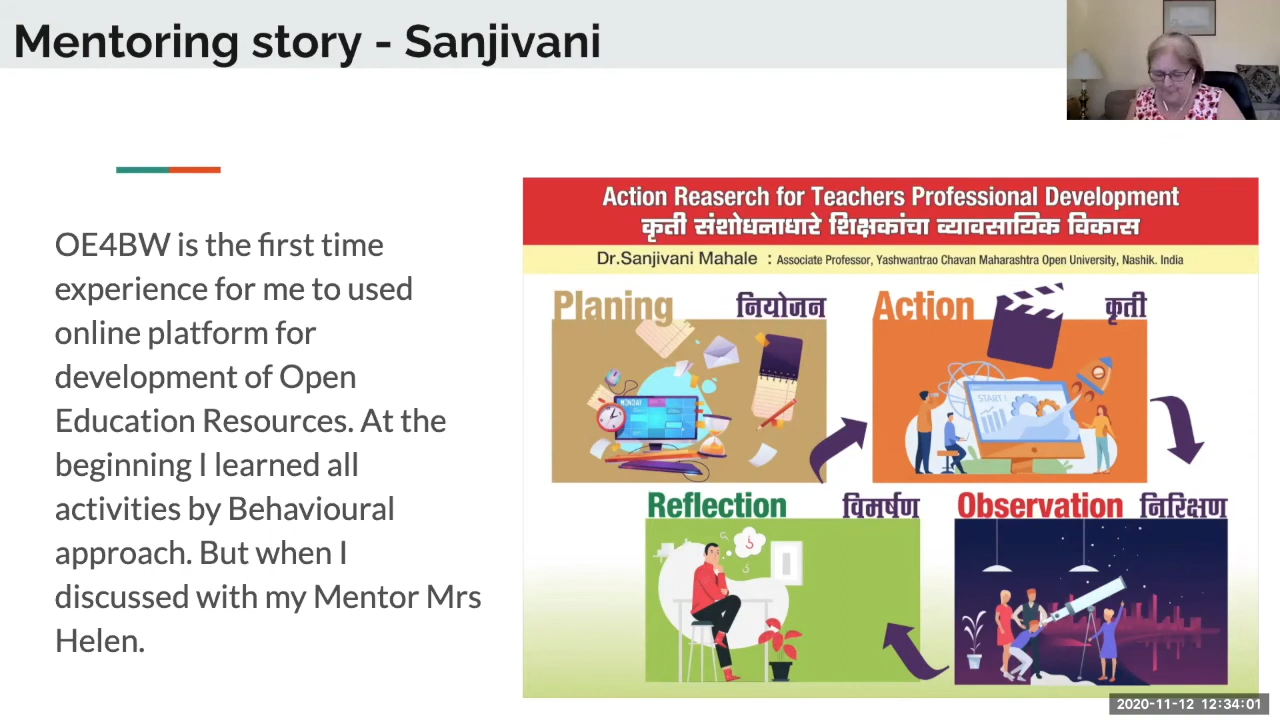 Mentoring story - Sanjivani
OE4BW is the first time
experience for me to used
online platform for
development of Open
Education Resources. At the
beginning I learned all
activities by Behavioural
approach. But when I
discussed with my Mentor Mrs
Helen.
Action Reaserch for Teachers Professional Development
कृती संशोधनाधारे शिक्षकांचा व्यावसायिक विकास
Dr.Sanjivani Mahale : Associate Professor, Yashwantrao Chavan Maharashtra Open University, Nashik. India
Planing नियोजन
Action कृती
MONDAY
START !
Reflection विमर्षण
Observation निरिक्षण
2020-11-12 12:34:01